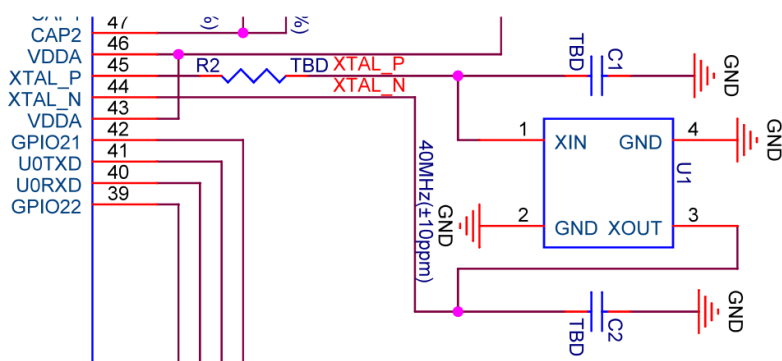 47
CAP2
46
VDDA
45
XTAL_P
44
XTAL_N
43
VDDA
42
GPIO21
41
U0TXD
40
U0RXD
39
GPIO22
%)
R2
TBD
XTAL_P
XTAL_N
TBD
C1
GND
1
XIN
GND
4
GND
U1
40MHz(±10ppm)
GND
2
GND
XOUT
3
TBD
C2
GND